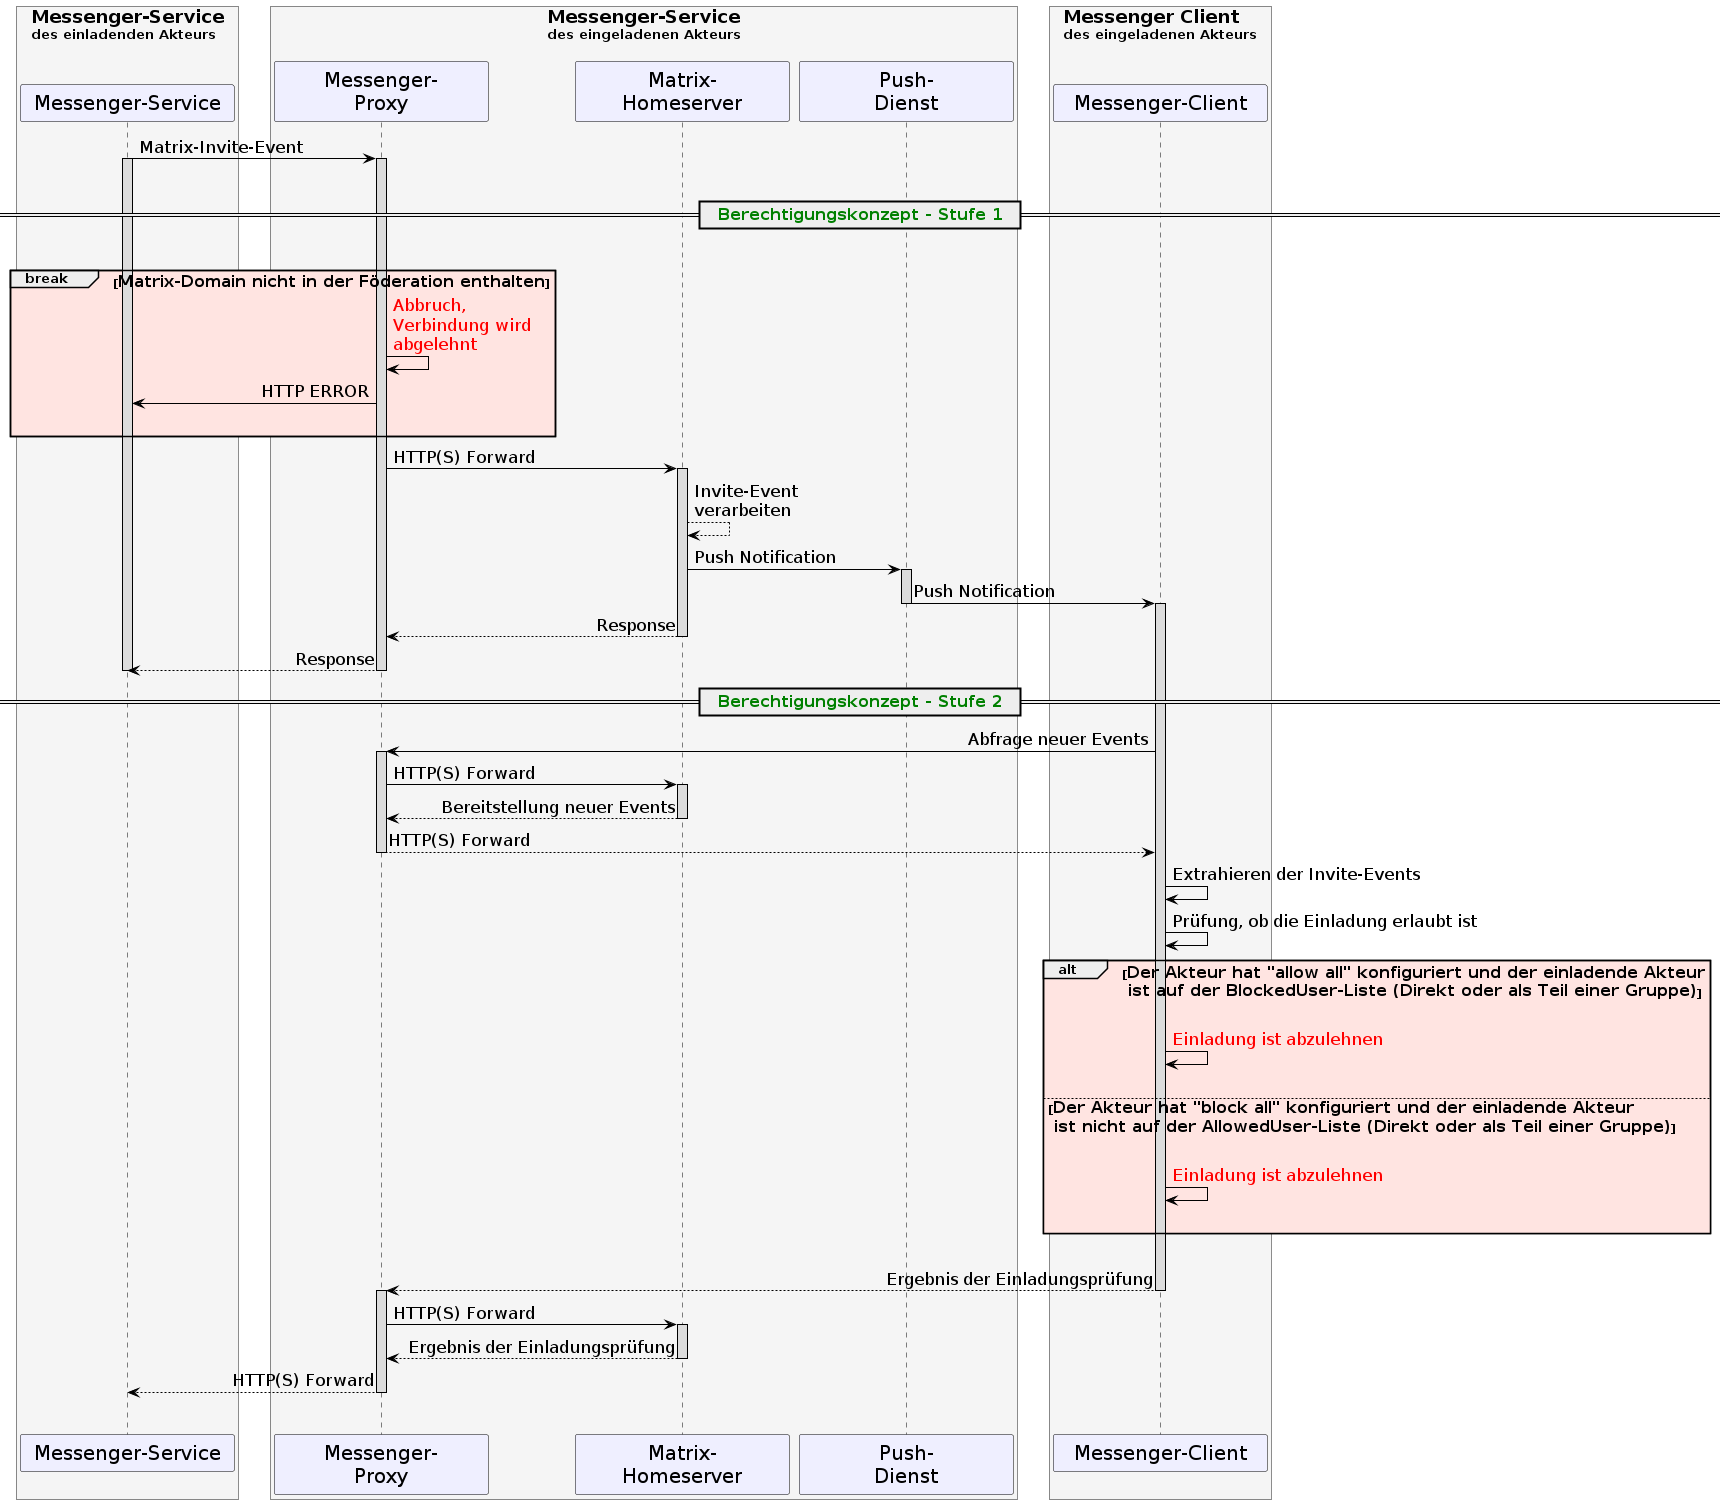 Messenger-Service
des einladenden Akteurs
Messenger-Service
des eingeladenen Akteurs
Messenger Client
des eingeladenen Akteurs
Messenger-Service
Messenger-
Proxy
Matrix-
Homeserver
Push-
Dienst
Messenger-Client
Matrix-Invite-Event
Berechtigungskonzept - Stufe 1
break
[Matrix-Domain nicht in der Föderation enthalten]
Abbruch,
Verbindung wird
abgelehnt
HTTP ERROR
HTTP(S) Forward
Invite-Event
verarbeiten
Push Notification
Push Notification
Response
Response
Berechtigungskonzept - Stufe 2
Abfrage neuer Events
HTTP(S) Forward
Bereitstellung neuer Events
HTTP(S) Forward
Extrahieren der Invite-Events
Prüfung, ob die Einladung erlaubt ist
alt
[Der Akteur hat "allow all" konfiguriert und der einladende Akteur
ist auf der BlockedUser-Liste (Direkt oder als Teil einer Gruppe)]
Einladung ist abzulehnen
[Der Akteur hat "block all" konfiguriert und der einladende Akteur
ist nicht auf der AllowedUser-Liste (Direkt oder als Teil einer Gruppe)]
Einladung ist abzulehnen
Ergebnis der Einladungsprüfung
HTTP(S) Forward
Ergebnis der Einladungsprüfung
HTTP(S) Forward
Messenger-Service
Messenger-
Proxy
Matrix-
Homeserver
Push-
Dienst
Messenger-Client